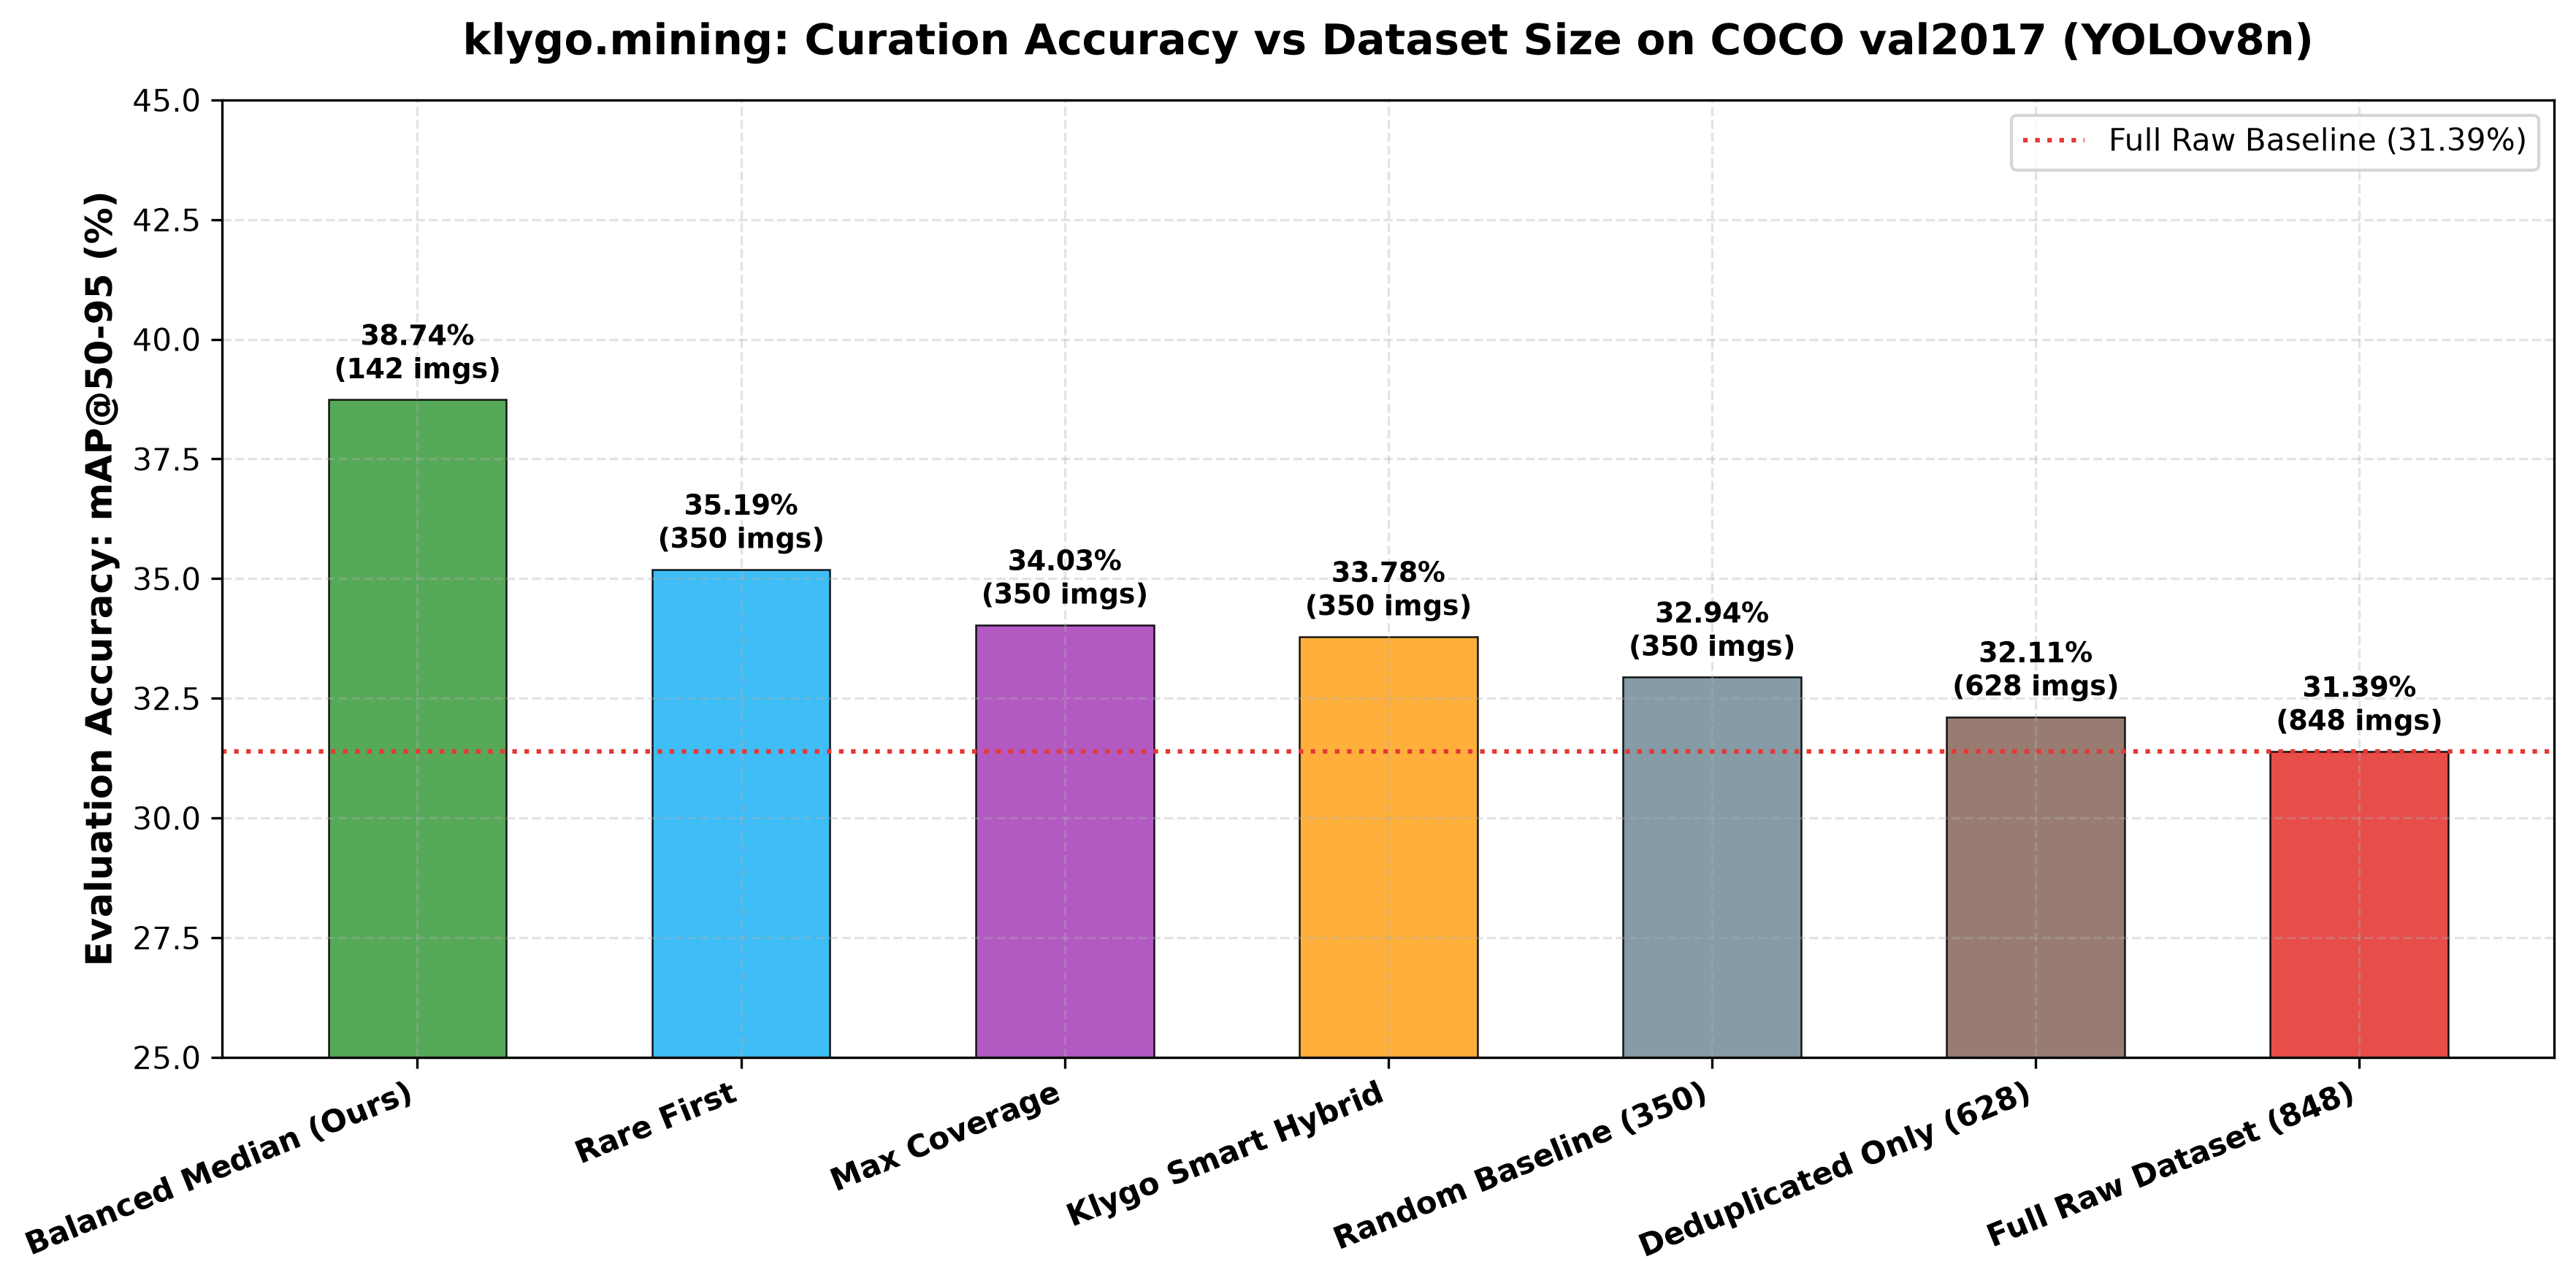 klygo.mining: Curation Accuracy vs Dataset Size on COCO val2017 (YOLOv8n)
Evaluation Accuracy: mAP@50-95 (%)
45.0
42.5
40.0
37.5
35.0
32.5
30.0
27.5
25.0
Full Raw Baseline (31.39%)
38.74%
(142 imgs)
35.19%
(350 imgs)
34.03%
(350 imgs)
33.78%
(350 imgs)
32.94%
(350 imgs)
32.11%
(628 imgs)
31.39%
(848 imgs)
Balanced Median (Ours)
Rare First
Max Coverage
Klygo Smart Hybrid
Random Baseline (350)
Deduplicated Only (628)
Full Raw Dataset (848)